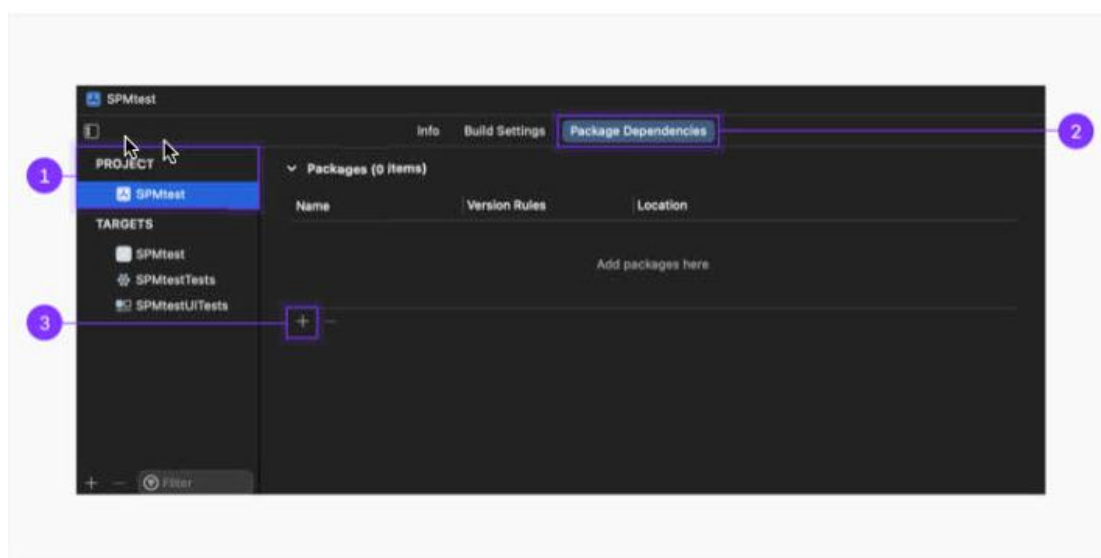 SPMtest
Info Build Settings Package Dependencies 2
1 PROJECT
SPMtest
Packages (0 items)
Name Version Rules Location
TARGETS
SPMtest
SPMtestTests
SPMtestUITests
Add packages here
3 + −
+ − Filter